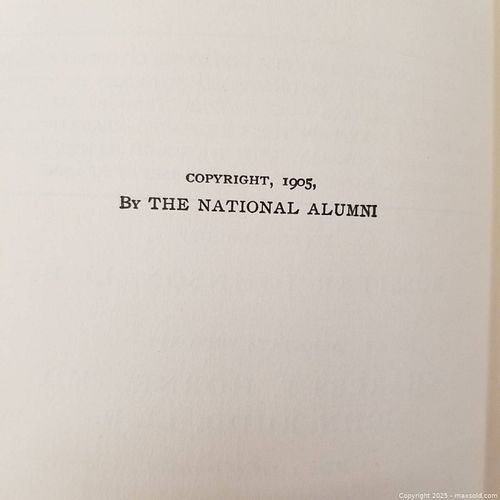 COPYRIGHT, 1905,
By THE NATIONAL ALUMNI
Copyright 2025 - maxsold.com